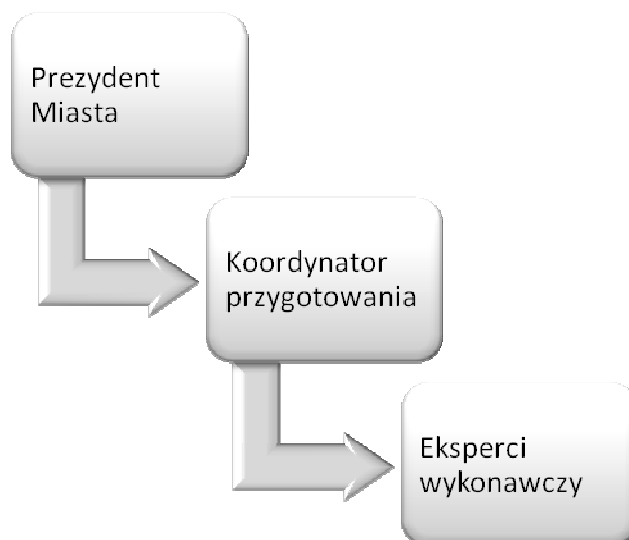 Prezydent
Miasta
Koordynator
przygotowania
Eksperci
wykonawczy